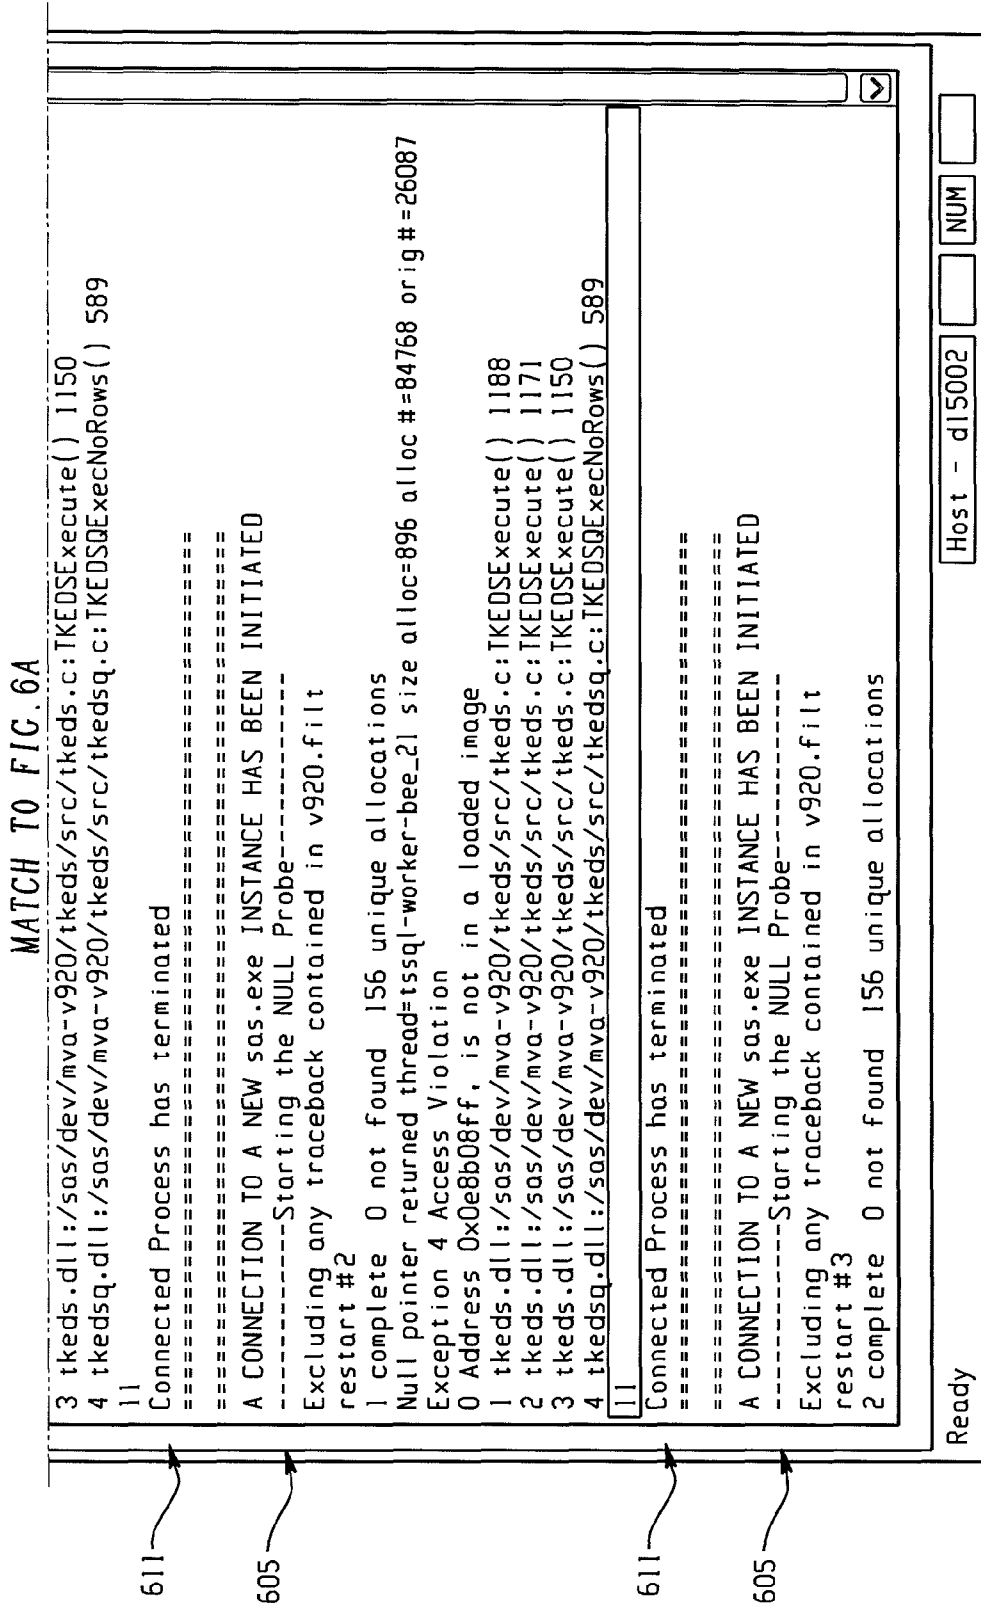 MATCH TO FIG. 6A
3 tkeds.dll:/sas/dev/mva-v920/tkeds/src/tkeds.c:TKEDSExecute() 1150
4 tkedsq.dll:/sas/dev/mva-v920/tkeds/src/tkedsq.c:TKEDSQExecNoRows() 589
11
Connected Process has terminated
==============================================
==============================================
A CONNECTION TO A NEW sas.exe INSTANCE HAS BEEN INITIATED
------------Starting the NULL Probe------------
Excluding any traceback contained in v920.filt
restart #2
1 complete 0 not found 156 unique allocations
Null pointer returned thread=tssql-worker-bee_21 size alloc=896 alloc #=84768 orig #=26087
Exception 4 Access Violation
0 Address 0x0e8b08ff, is not in a loaded image
1 tkeds.dll:/sas/dev/mva-v920/tkeds/src/tkeds.c:TKEDSExecute() 1188
2 tkeds.dll:/sas/dev/mva-v920/tkeds/src/tkeds.c:TKEDSExecute() 1171
3 tkeds.dll:/sas/dev/mva-v920/tkeds/src/tkeds.c:TKEDSExecute() 1150
4 tkedsq.dll:/sas/dev/mva-v920/tkeds/src/tkedsq.c:TKEDSQExecNoRows() 589
11
Connected Process has terminated
==============================================
==============================================
A CONNECTION TO A NEW sas.exe INSTANCE HAS BEEN INITIATED
------------Starting the NULL Probe------------
Excluding any traceback contained in v920.filt
restart #3
2 complete 0 not found 156 unique allocations
Ready
Host - d15002
NUM
611
605
611
605